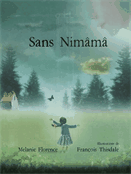 Sans Nimâmâ
Illustrations de
Melanie Florence François Thisdale